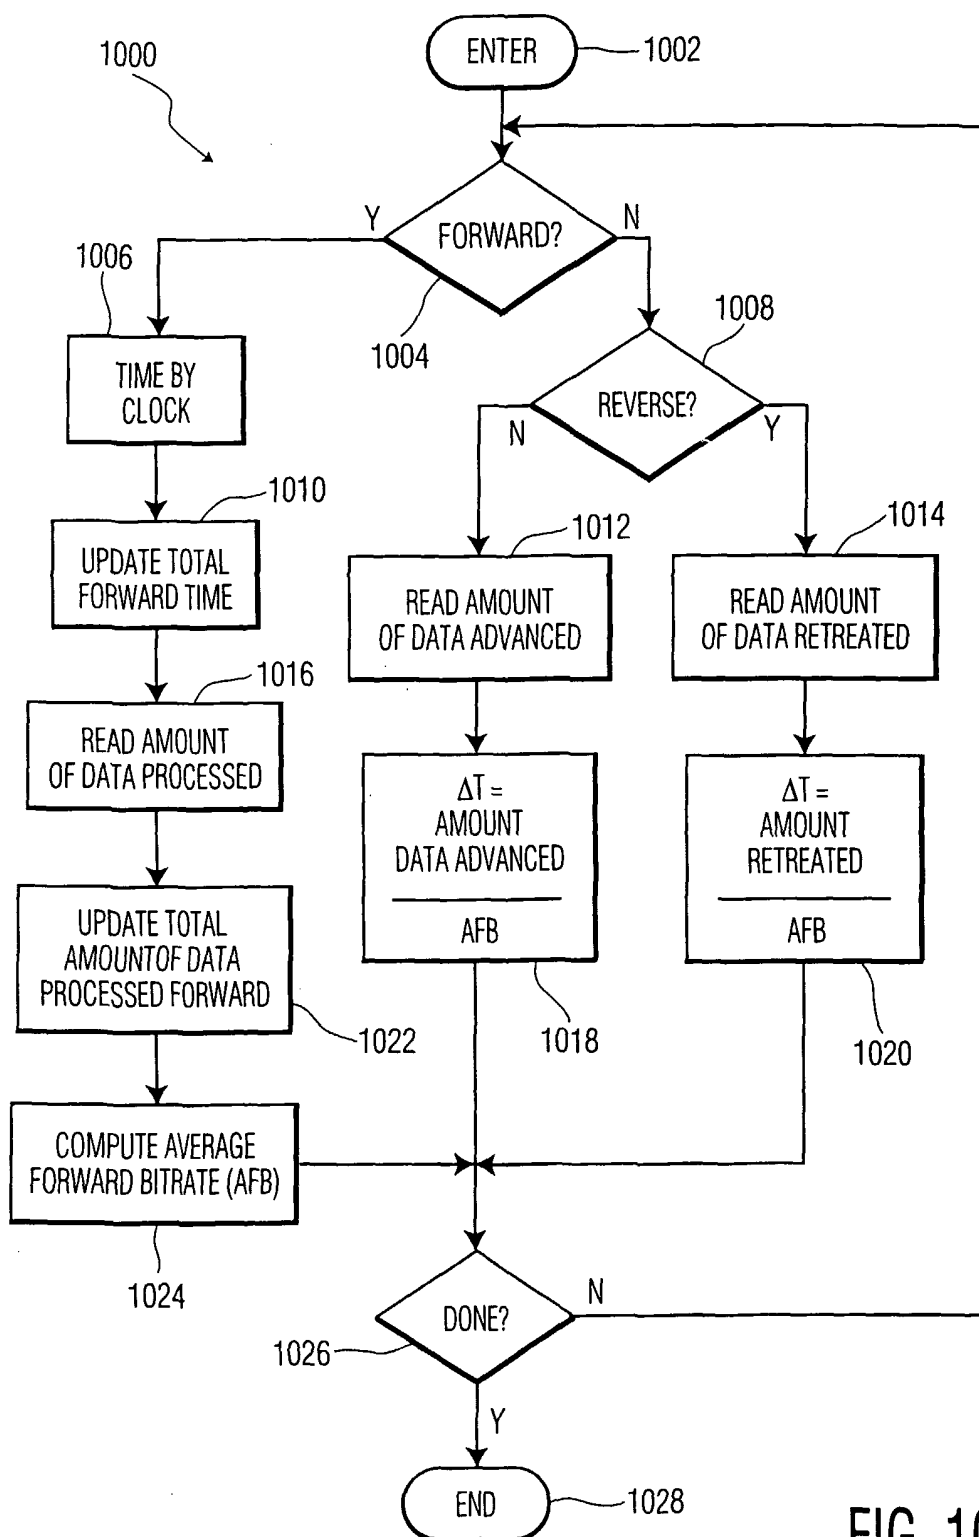 1000
ENTER
1002
FORWARD?
Y
N
1004
1006
TIME BY
CLOCK
1008
REVERSE?
N
Y
1010
UPDATE TOTAL
FORWARD TIME
1012
READ AMOUNT
OF DATA ADVANCED
1014
READ AMOUNT
OF DATA RETREATED
1016
READ AMOUNT
OF DATA PROCESSED
ΔT =
AMOUNT
DATA ADVANCED
AFB
1018
ΔT =
AMOUNT
RETREATED
AFB
1020
UPDATE TOTAL
AMOUNTOF DATA
PROCESSED FORWARD
1022
COMPUTE AVERAGE
FORWARD BITRATE (AFB)
1024
DONE?
N
1026
Y
END
1028
FIG. 10